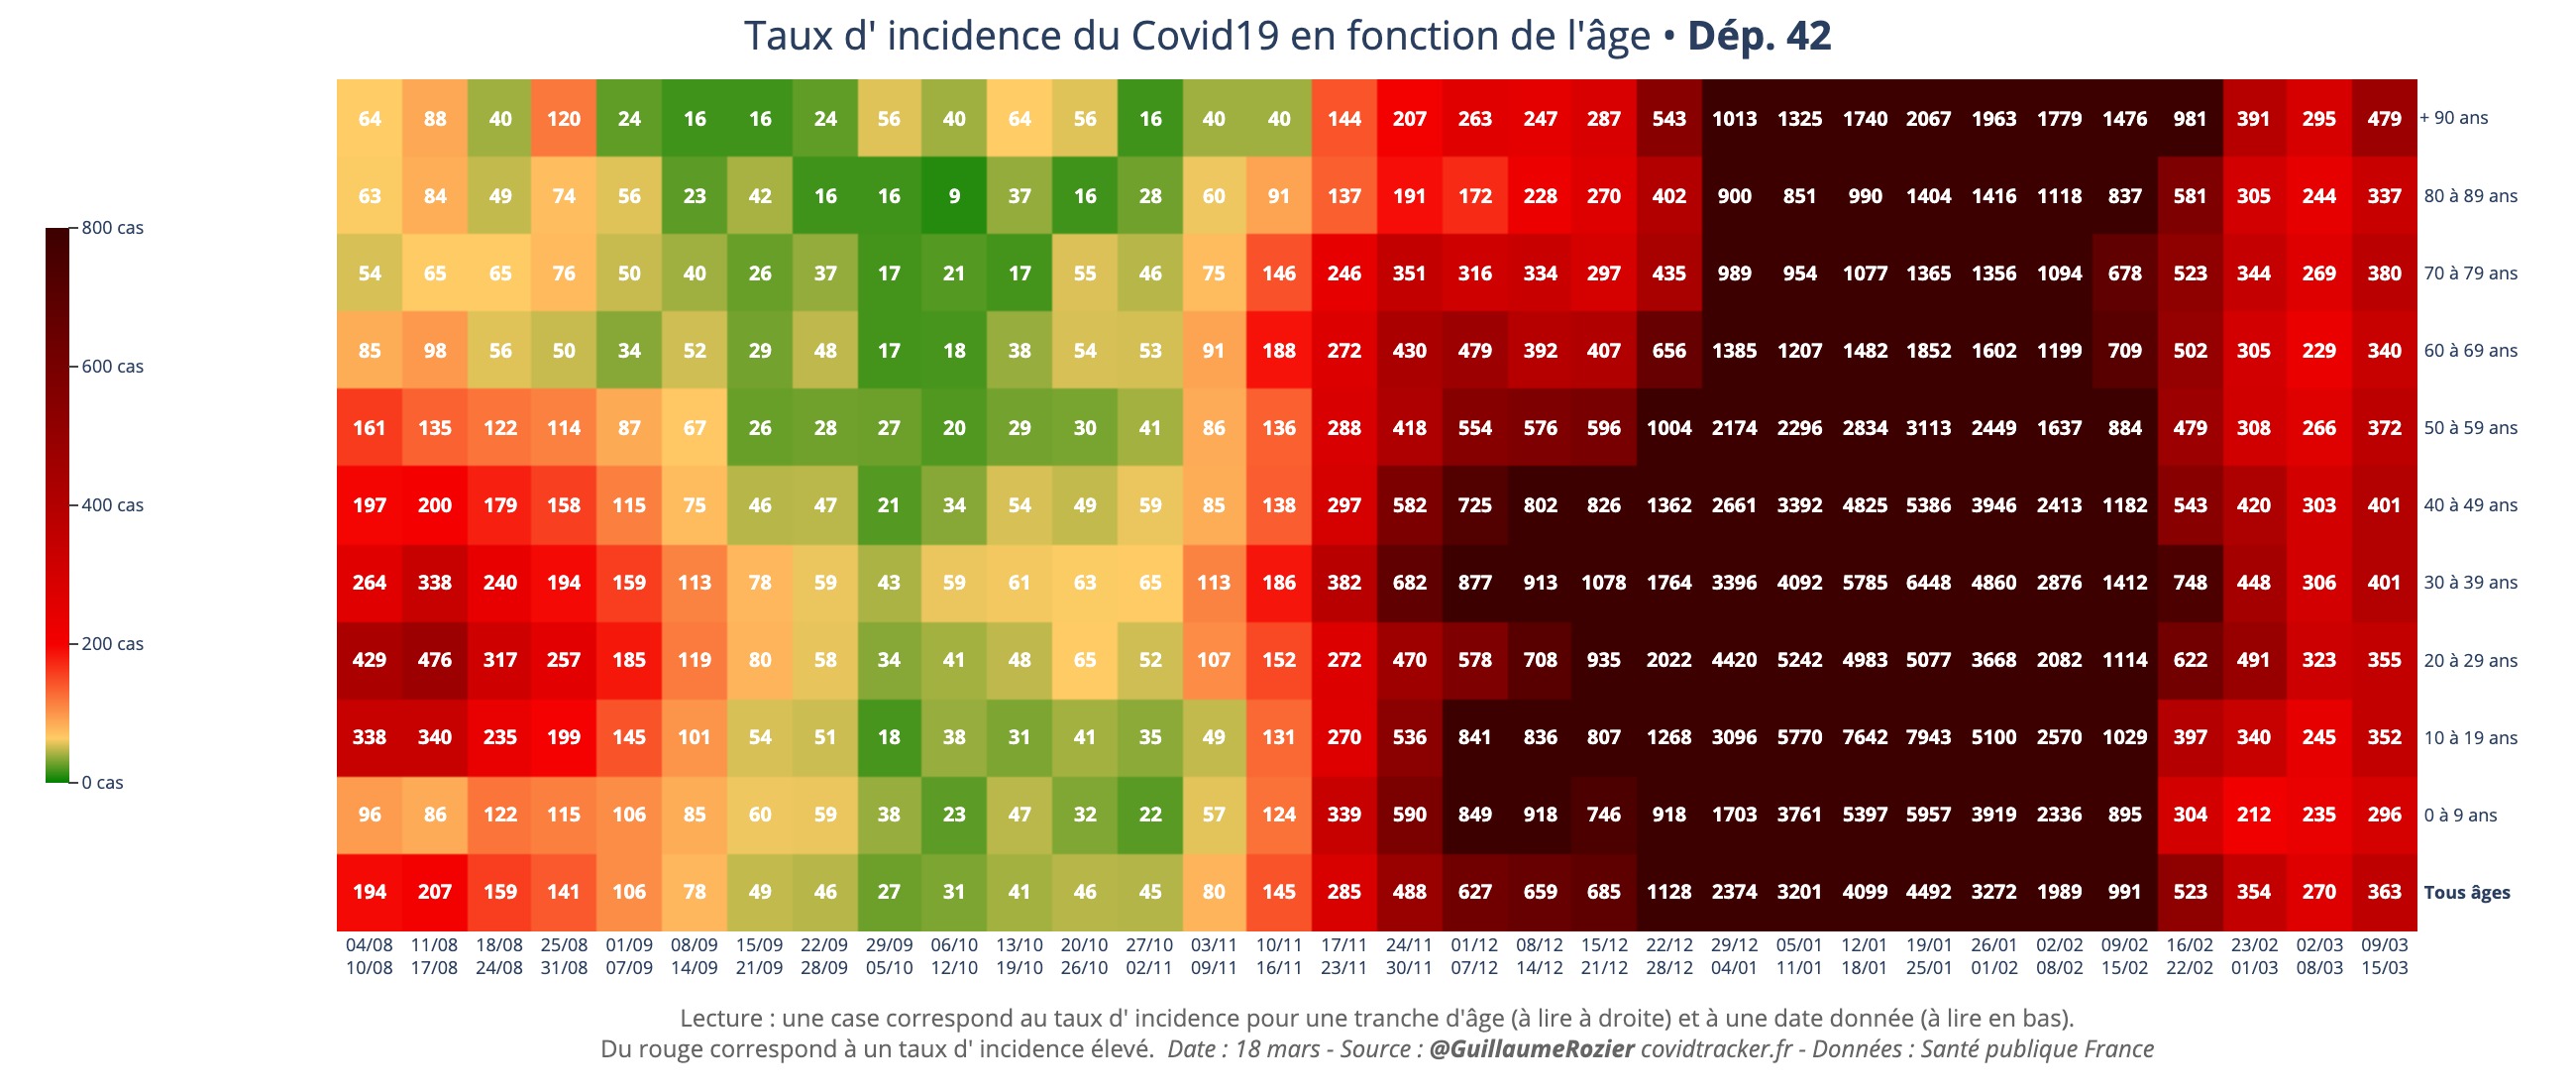 Taux d' incidence du Covid19 en fonction de l'âge • Dép. 42
64 88 40 120 24 16 16 24 56 40 64 56 16 40 40 144 207 263 247 287 543 1013 1325 1740 2067 1963 1779 1476 981 391 295 479 + 90 ans
63 84 49 74 56 23 42 16 16 9 37 16 28 60 91 137 191 172 228 270 402 900 851 990 1404 1416 1118 837 581 305 244 337 80 à 89 ans
54 65 65 76 50 40 26 37 17 21 17 55 46 75 146 246 351 316 334 297 435 989 954 1077 1365 1356 1094 678 523 344 269 380 70 à 79 ans
85 98 56 50 34 52 29 48 17 18 38 54 53 91 188 272 430 479 392 407 656 1385 1207 1482 1852 1602 1199 709 502 305 229 340 60 à 69 ans
161 135 122 114 87 67 26 28 27 20 29 30 41 86 136 288 418 554 576 596 1004 2174 2296 2834 3113 2449 1637 884 479 308 266 372 50 à 59 ans
197 200 179 158 115 75 46 47 21 34 54 49 59 85 138 297 582 725 802 826 1362 2661 3392 4825 5386 3946 2413 1182 543 420 303 401 40 à 49 ans
264 338 240 194 159 113 78 59 43 59 61 63 65 113 186 382 682 877 913 1078 1764 3396 4092 5785 6448 4860 2876 1412 748 448 306 401 30 à 39 ans
429 476 317 257 185 119 80 58 34 41 48 65 52 107 152 272 470 578 708 935 2022 4420 5242 4983 5077 3668 2082 1114 622 491 323 355 20 à 29 ans
338 340 235 199 145 101 54 51 18 38 31 41 35 49 131 270 536 841 836 807 1268 3096 5770 7642 7943 5100 2570 1029 397 340 245 352 10 à 19 ans
96 86 122 115 106 85 60 59 38 23 47 32 22 57 124 339 590 849 918 746 918 1703 3761 5397 5957 3919 2336 895 304 212 235 296 0 à 9 ans
194 207 159 141 106 78 49 46 27 31 41 46 45 80 145 285 488 627 659 685 1128 2374 3201 4099 4492 3272 1989 991 523 354 270 363 Tous âges
04/08 11/08 18/08 25/08 01/09 08/09 15/09 22/09 29/09 06/10 13/10 20/10 27/10 03/11 10/11 17/11 24/11 01/12 08/12 15/12 22/12 29/12 05/01 12/01 19/01 26/01 02/02 09/02 16/02 23/02 02/03 09/03
10/08 17/08 24/08 31/08 07/09 14/09 21/09 28/09 05/10 12/10 19/10 26/10 02/11 09/11 16/11 23/11 30/11 07/12 14/12 21/12 28/12 04/01 11/01 18/01 25/01 01/02 08/02 15/02 22/02 01/03 08/03 15/03
800 cas
600 cas
400 cas
200 cas
0 cas
Lecture : une case correspond au taux d' incidence pour une tranche d'âge (à lire à droite) et à une date donnée (à lire en bas).
Du rouge correspond à un taux d' incidence élevé. Date : 18 mars - Source : @GuillaumeRozier covidtracker.fr - Données : Santé publique France